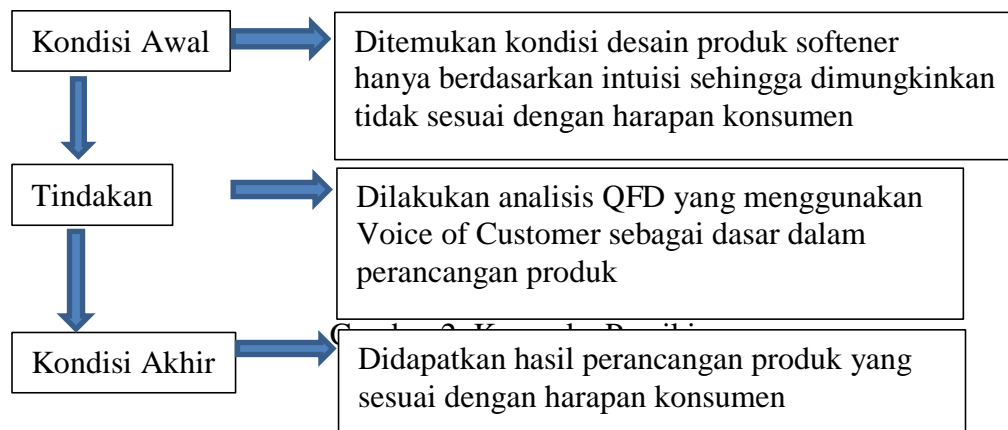 Kondisi Awal
Ditemukan kondisi desain produk softener
hanya berdasarkan intuisi sehingga dimungkinkan
tidak sesuai dengan harapan konsumen
Tindakan
Dilakukan analisis QFD yang menggunakan
Voice of Customer sebagai dasar dalam
perancangan produk
Kondisi Akhir
Didapatkan hasil perancangan produk yang
sesuai dengan harapan konsumen